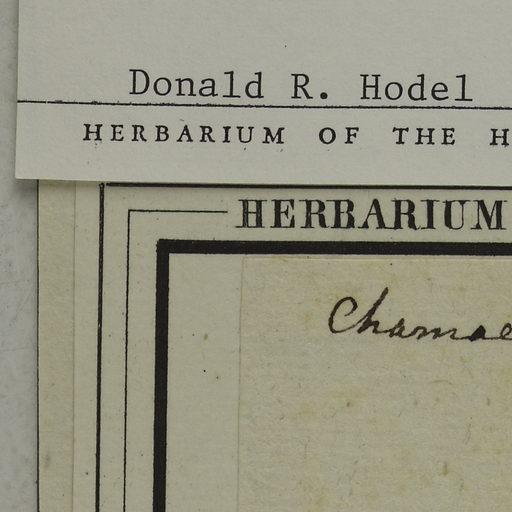 Donald R. Hodel
HERBARIUM OF THE H
HERBARIUM
Chamae